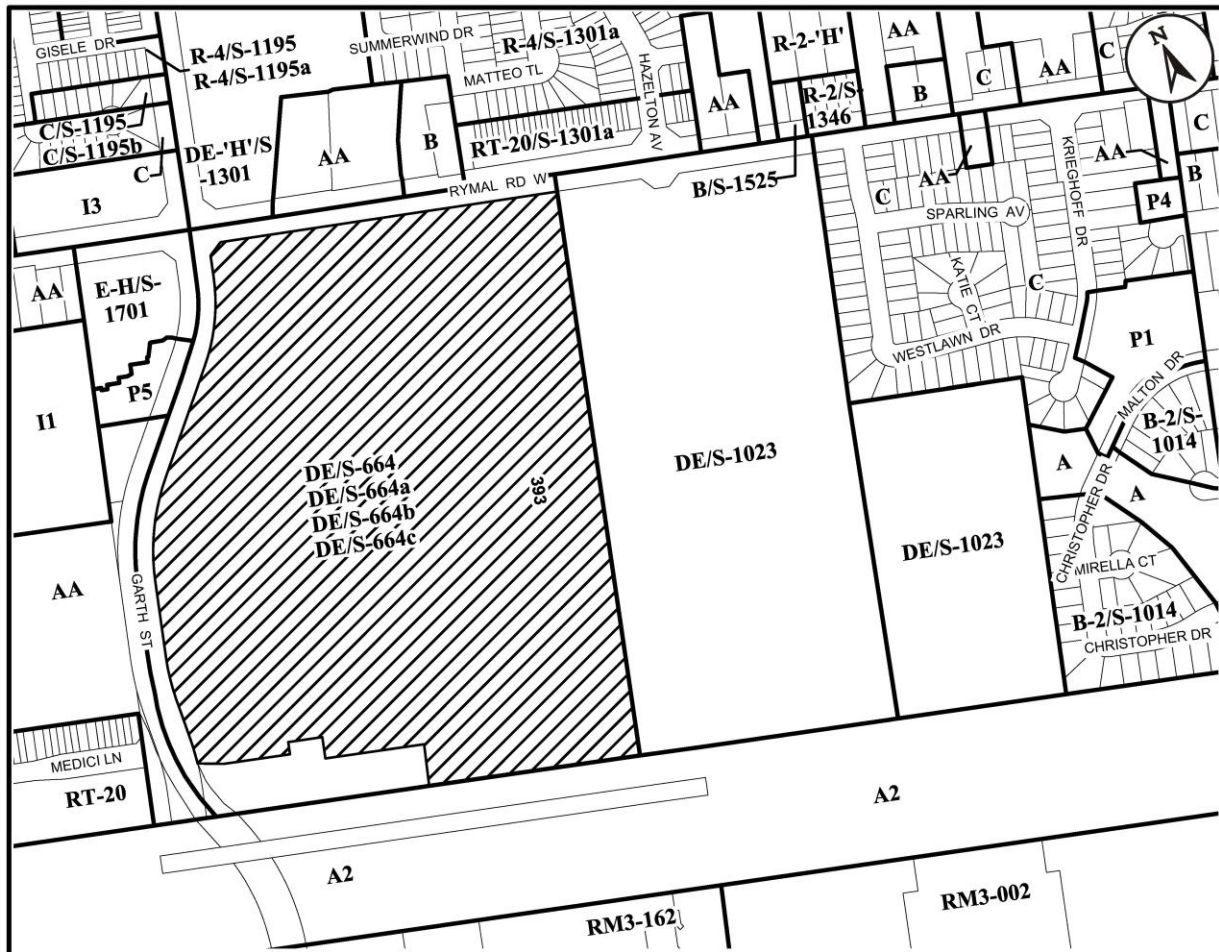 GISELE DR
R-4/S-1195
R-4/S-1195a
SUMMERWIND DR
R-4/S-1301a
MATTEO TL
HAZELTON AV
R-2-'H'
AA
C
AA
C
N
AA
R-2/S-
1346
B
C/S-1195
C/S-1195b
C
DE-'H'/S
-1301
AA
B
RT-20/S-1301a
C
I3
RYMAL RD W
B/S-1525
AA
C
KRIEGHOFF DR
AA
B
P4
SPARLING AV
AA
E-H/S-
1701
KATIE CT
C
WESTLAWN DR
P1
P5
MALTON DR
I1
B-2/S-
1014
DE/S-664
DE/S-664a
DE/S-664b
DE/S-664c
393
DE/S-1023
A
A
CHRISTOPHER DR
DE/S-1023
AA
GARTH ST
MIRELLA CT
B-2/S-1014
CHRISTOPHER DR
MEDICI LN
RT-20
A2
A2
RM3-162
RM3-002